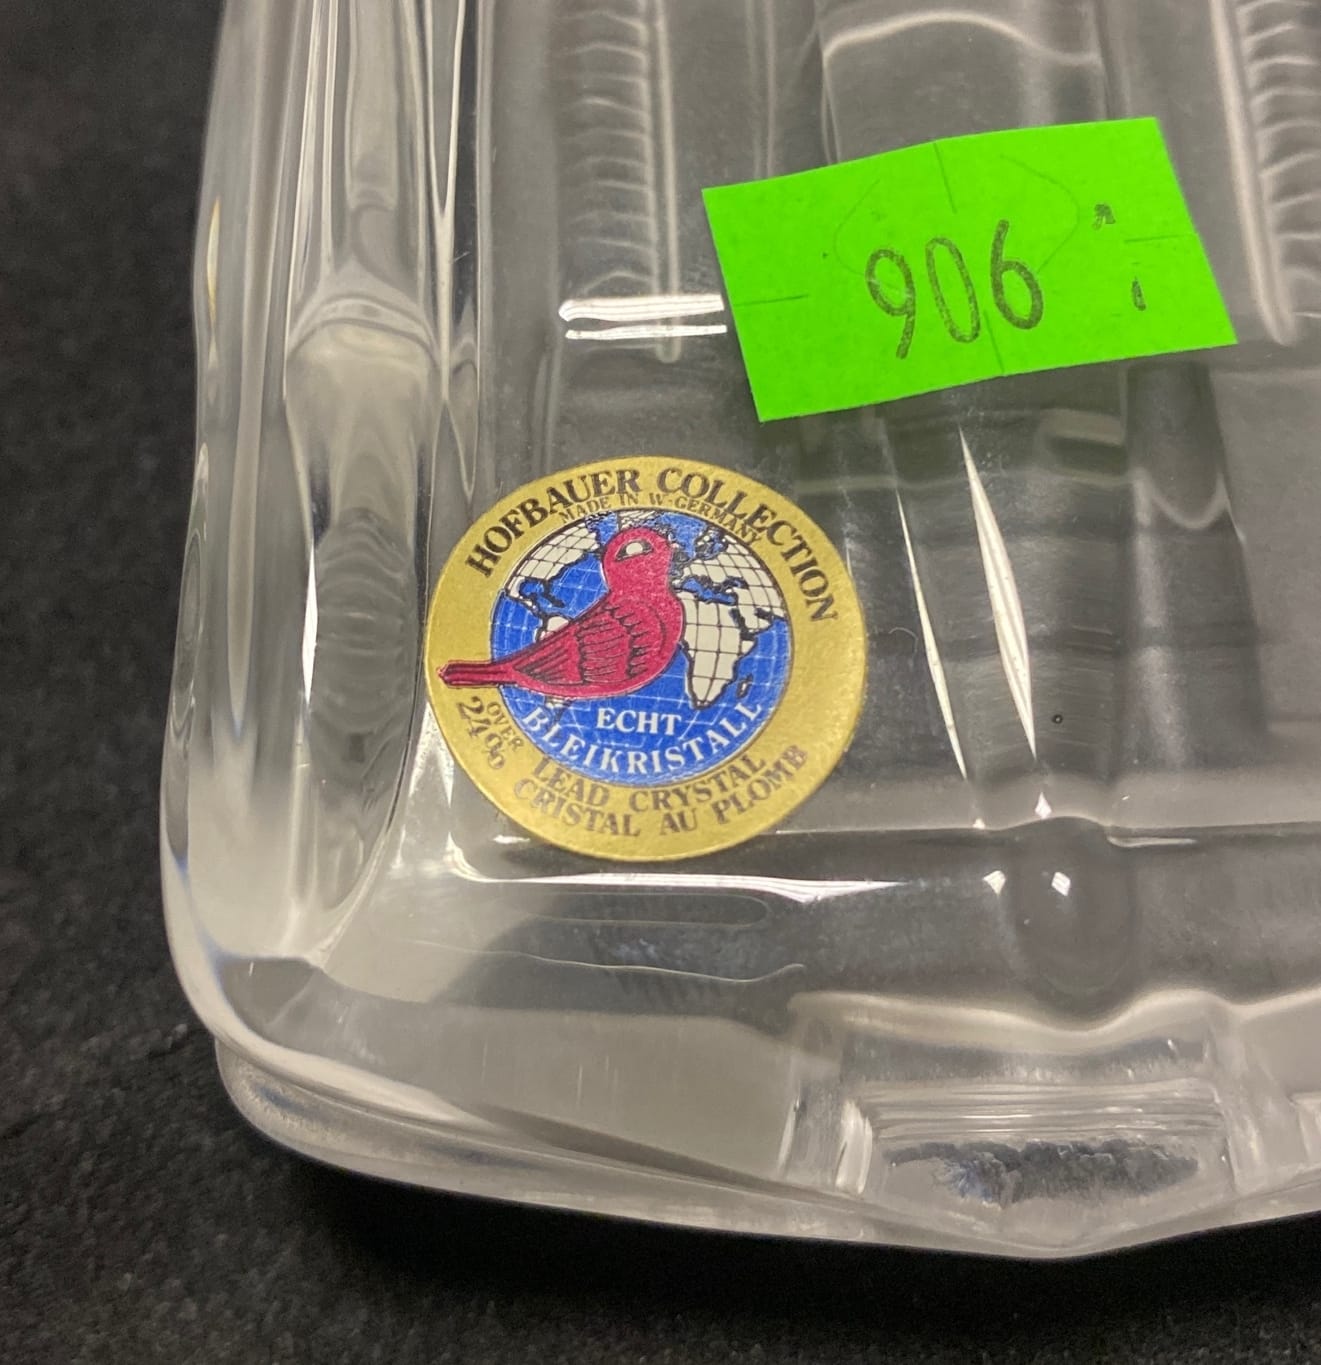 906
HOFBAUER COLLECTION
MADE IN W-GERMANY
ECHT
BLEIKRISTALL
OVER
24%
LEAD CRYSTAL
CRISTAL AU PLOMB